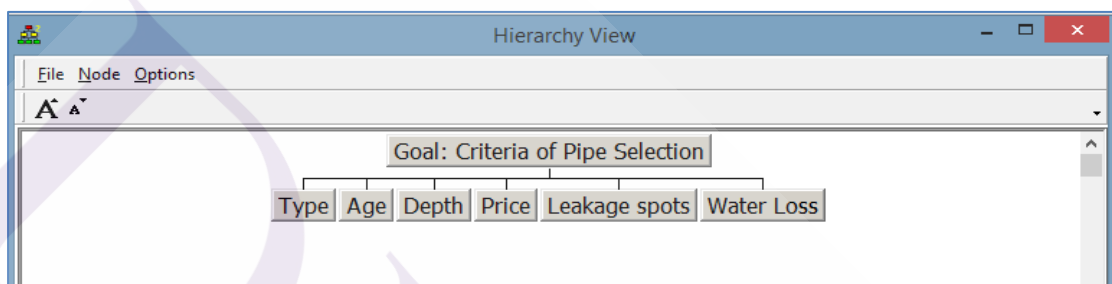 Hierarchy View
File Node Options
A A
Goal: Criteria of Pipe Selection
Type Age Depth Price Leakage spots Water Loss